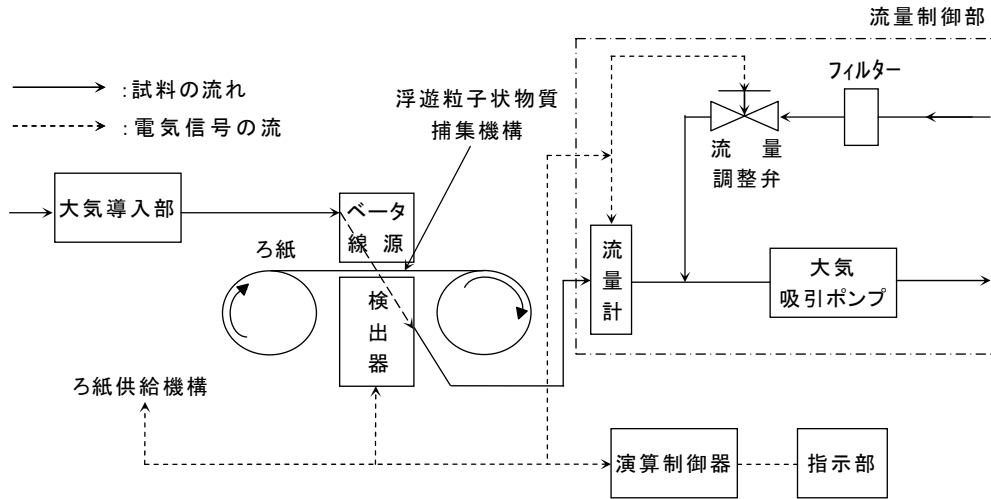 流量制御部
:試料の流れ
:電気信号の流
浮遊粒子状物質
捕集機構
フィルター
流 量
調整弁
大気導入部
ベータ
線 源
ろ紙
検出器
流量計
大気
吸引ポンプ
ろ紙供給機構
演算制御器
指示部